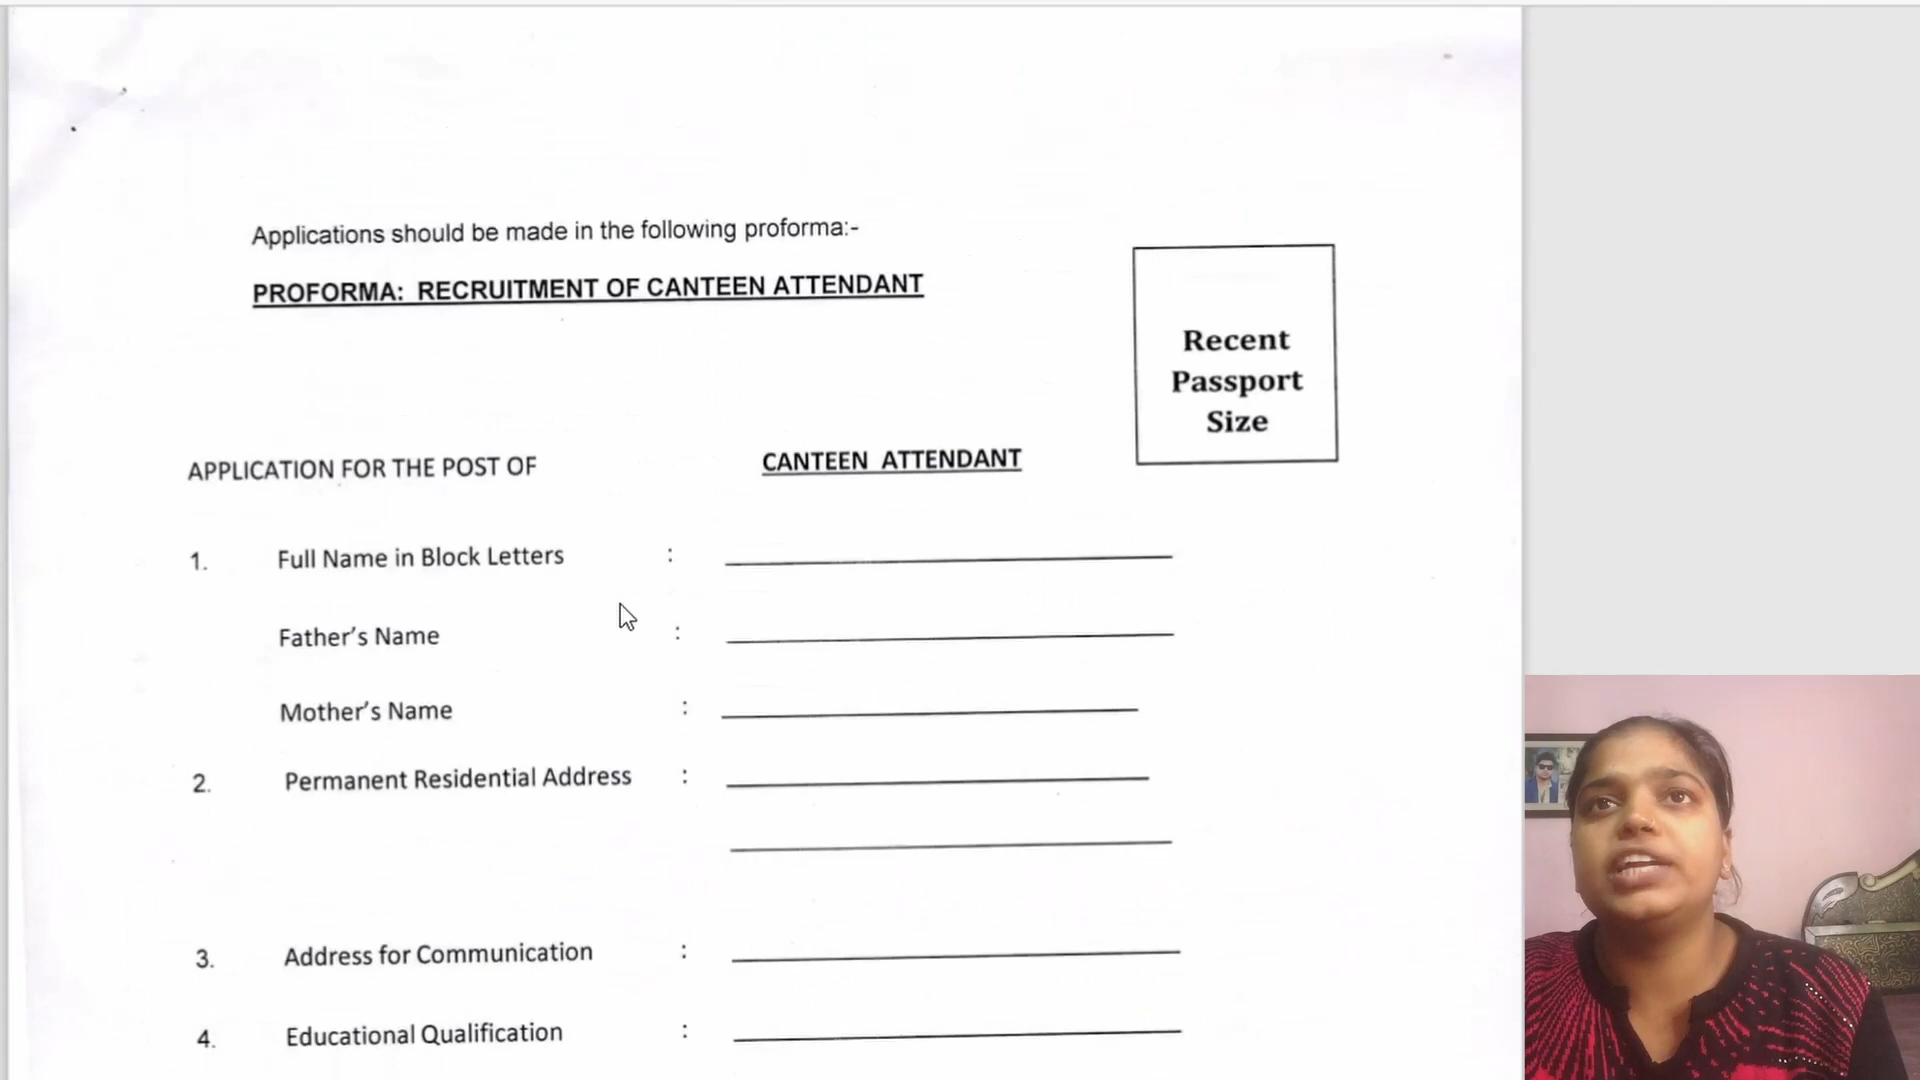 Applications should be made in the following proforma:-
PROFORMA: RECRUITMENT OF CANTEEN ATTENDANT
Recent
Passport
Size
APPLICATION FOR THE POST OF CANTEEN ATTENDANT
1. Full Name in Block Letters :
Father's Name :
Mother's Name :
2. Permanent Residential Address :
3. Address for Communication :
4. Educational Qualification :